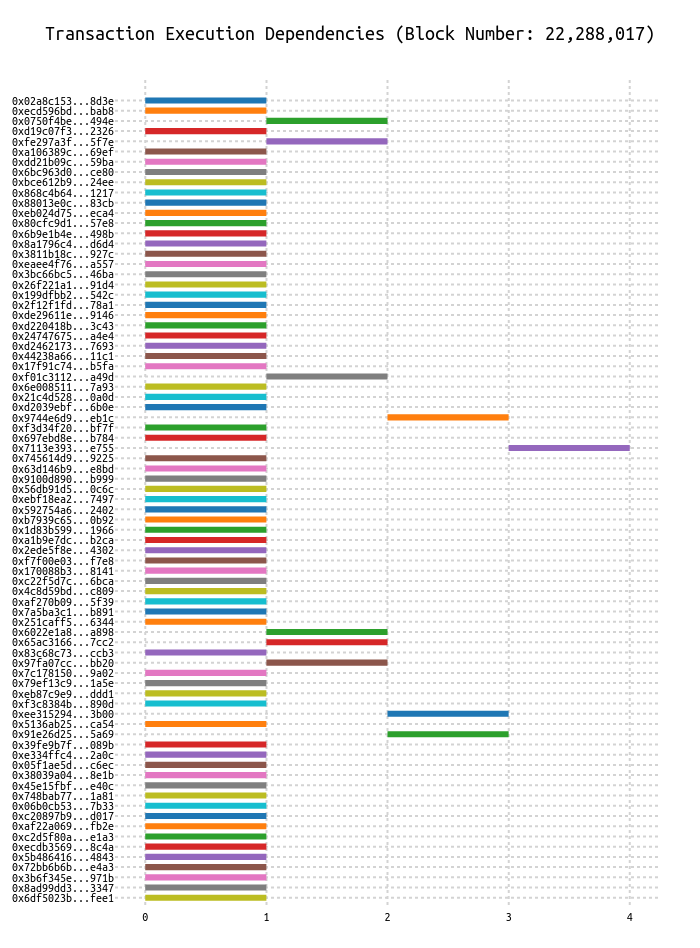 Transaction Execution Dependencies (Block Number: 22,288,017)
0x02a8c153...8d3e
0xecd596bd...bab8
0x0750f4be...494e
0xd19c07f3...2326
0xfe297a3f...5f7e
0xa106389c...69ef
0xdd21b09c...59ba
0x6bc963d0...ce80
0xbce612b9...24ee
0x868c4b64...1217
0x88013e0c...83cb
0xeb024d75...eca4
0x80cfc9d1...57e8
0x6b9e1b4e...498b
0x8a1796c4...d6d4
0x3811b18c...927c
0xeaee4f76...a557
0x3bc66bc5...46ba
0x26f221a1...91d4
0x199dfbb2...542c
0x2f12f1fd...78a1
0xde29611e...9146
0xd220418b...3c43
0x24747675...a4e4
0xd2462173...7693
0x44238a66...11c1
0x17f91c74...b5fa
0xf01c3112...a49d
0x6e008511...7a93
0x21c4d528...0a0d
0xd2039ebf...6b0e
0x9744e6d9...eb1c
0xf3d34f20...bf7f
0x697ebd8e...b784
0x7113e393...e755
0x745614d9...9225
0x63d146b9...e8bd
0x9100d890...b999
0x56db91d5...0c6c
0xebf18ea2...7497
0x592754a6...2402
0xb7939c65...0b92
0x1d83b599...1966
0xa1b9e7dc...b2ca
0x2ede5f8e...4302
0xf7f00e03...f7e8
0x170088b3...8141
0xc22f5d7c...6bca
0x4c8d59bd...c809
0xaf270b09...5f39
0x7a5ba3c1...b891
0x251caff5...6344
0x6022e1a8...a898
0x65ac3166...7cc2
0x83c68c73...ccb3
0x97fa07cc...bb20
0x7c178150...9a02
0x79ef13c9...1a5e
0xeb87c9e9...ddd1
0xf3c8384b...890d
0xee315294...3b00
0x5136ab25...ca54
0x91e26d25...5a69
0x39fe9b7f...089b
0xe334ffc4...2a0c
0x05f1ae5d...c6ec
0x38039a04...8e1b
0x45e15fbf...e40c
0x748bab77...1a81
0x06b0cb53...7b33
0xc20897b9...d017
0xaf22a069...fb2e
0xc2d5f80a...e1a3
0xecdb3569...8c4a
0x5b486416...4843
0x72bb6b6b...e4a3
0x3b6f345e...971b
0x8ad99dd3...3347
0x6df5023b...fee1
0 1 2 3 4